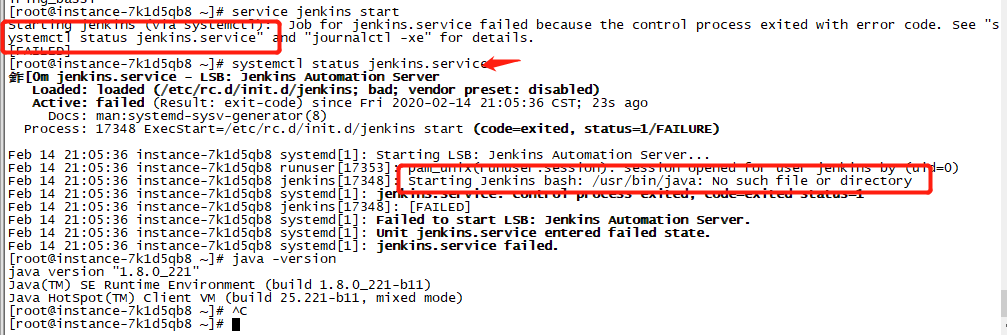 [root@instance-7k1d5qb8 ~]# service jenkins start
Starting jenkins (via systemctl):  Job for jenkins.service failed because the control process exited with error code. See "s
ystemctl status jenkins.service" and "journalctl -xe" for details.
[FAILED]
[root@instance-7k1d5qb8 ~]# systemctl status jenkins.service
[0m jenkins.service - LSB: Jenkins Automation Server
Loaded: loaded (/etc/rc.d/init.d/jenkins; bad; vendor preset: disabled)
Active: failed (Result: exit-code) since Fri 2020-02-14 21:05:36 CST; 23s ago
Docs: man:systemd-sysv-generator(8)
Process: 17348 ExecStart=/etc/rc.d/init.d/jenkins start (code=exited, status=1/FAILURE)
Feb 14 21:05:36 instance-7k1d5qb8 systemd[1]: Starting LSB: Jenkins Automation Server...
Feb 14 21:05:36 instance-7k1d5qb8 runuser[17353]: pam_unix(runuser:session): session opened for user jenkins by (uid=0)
Feb 14 21:05:36 instance-7k1d5qb8 jenkins[17348]: Starting Jenkins bash: /usr/bin/java: No such file or directory
Feb 14 21:05:36 instance-7k1d5qb8 systemd[1]: jenkins.service: control process exited, code=exited status=1
Feb 14 21:05:36 instance-7k1d5qb8 jenkins[17348]: [FAILED]
Feb 14 21:05:36 instance-7k1d5qb8 systemd[1]: Failed to start LSB: Jenkins Automation Server.
Feb 14 21:05:36 instance-7k1d5qb8 systemd[1]: Unit jenkins.service entered failed state.
Feb 14 21:05:36 instance-7k1d5qb8 systemd[1]: jenkins.service failed.
[root@instance-7k1d5qb8 ~]# java -version
java version "1.8.0_221"
Java(TM) SE Runtime Environment (build 1.8.0_221-b11)
Java HotSpot(TM) Client VM (build 25.221-b11, mixed mode)
[root@instance-7k1d5qb8 ~]# ^C
[root@instance-7k1d5qb8 ~]#